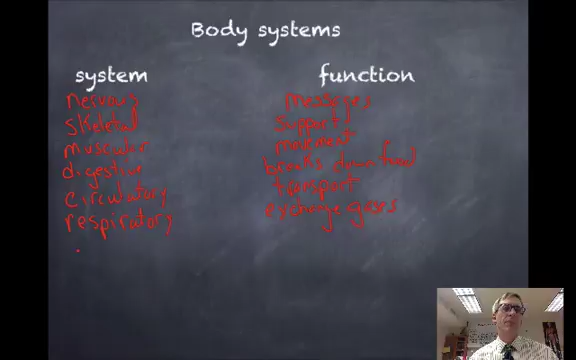 Body systems
system function
nervous messages
skeletal support
muscular movement
digestive breaks down food
circulatory transport
respiratory exchange gases